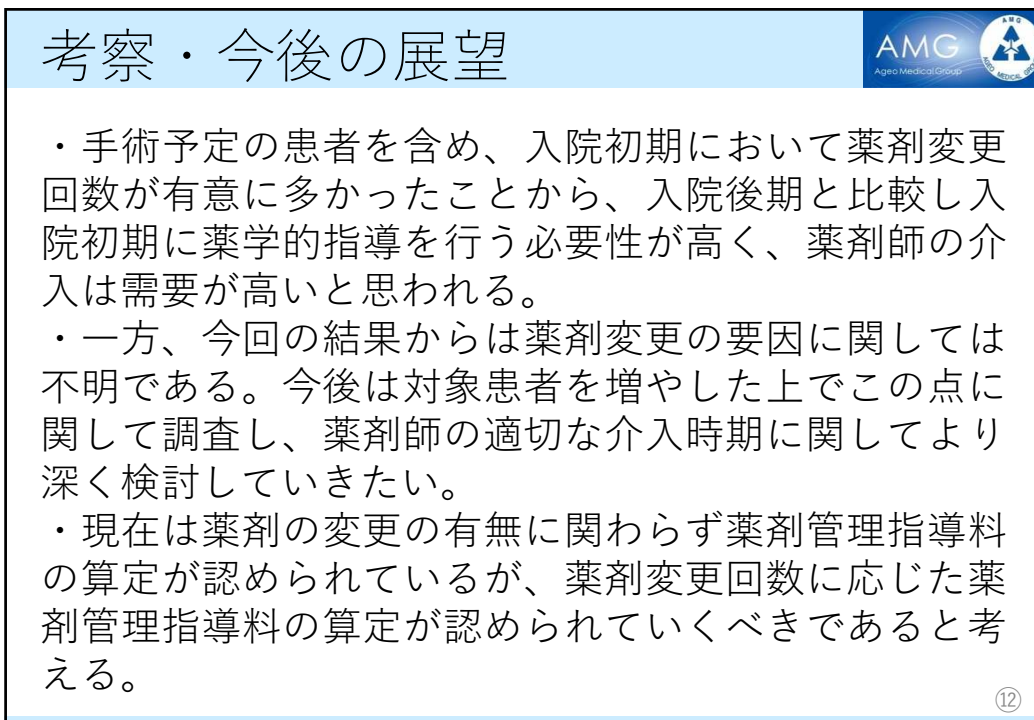 考察・今後の展望
AMG
Ageo Medical Group
・手術予定の患者を含め、入院初期において薬剤変更
回数が有意に多かったことから、入院後期と比較し入
院初期に薬学的指導を行う必要性が高く、薬剤師の介
入は需要が高いと思われる。
・一方、今回の結果からは薬剤変更の要因に関しては
不明である。今後は対象患者を増やした上でこの点に
関して調査し、薬剤師の適切な介入時期に関してより
深く検討していきたい。
・現在は薬剤の変更の有無に関わらず薬剤管理指導料
の算定が認められているが、薬剤変更回数に応じた薬
剤管理指導料の算定が認められていくべきであると考
える。
⑫